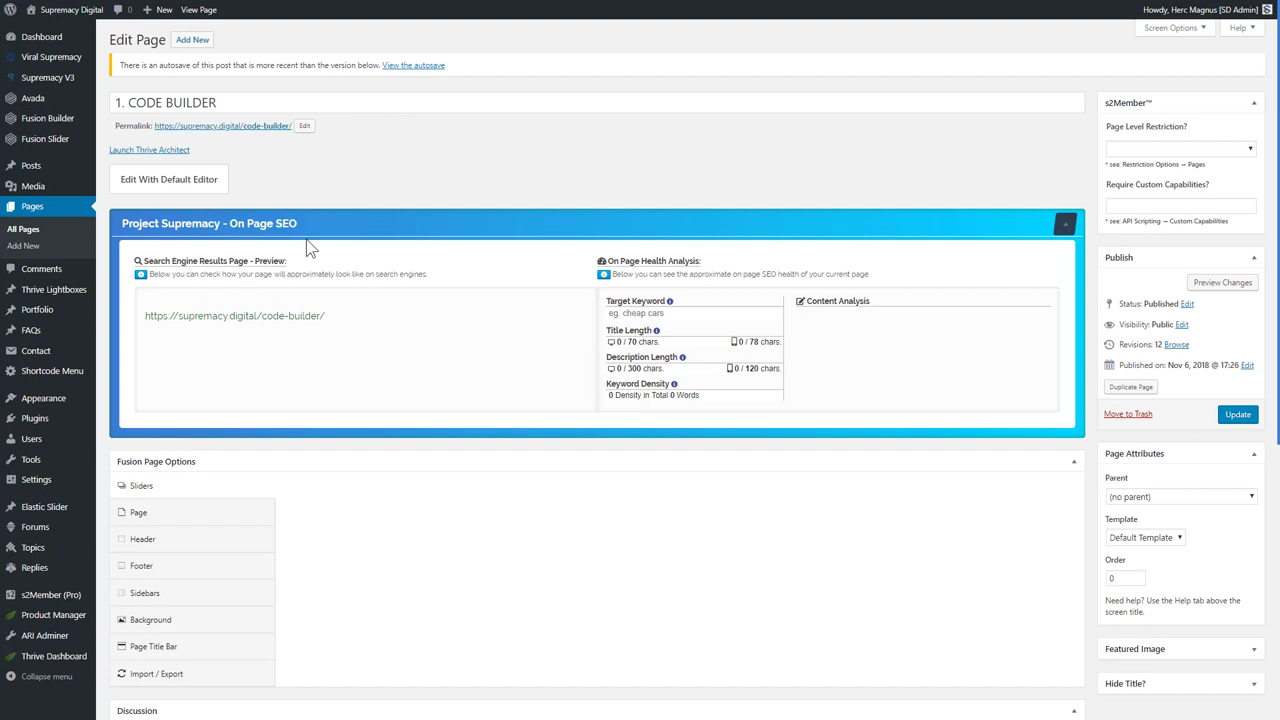 Supremacy Digital 0 New View Page Howdy, Herc Magnus [SD Admin]
Screen Options Help
Dashboard
Viral Supremacy
Supremacy V3
Avada
Fusion Builder
Fusion Slider
Posts
Media
Pages
All Pages
Add New
Comments
Thrive Lightboxes
Portfolio
FAQs
Contact
Shortcode Menu
Appearance
Plugins
Users
Tools
Settings
Elastic Slider
Forums
Topics
Replies
s2Member (Pro)
Product Manager
ARI Adminer
Thrive Dashboard
Collapse menu
Edit Page Add New
There is an autosave of this post that is more recent than the version below. View the autosave
1. CODE BUILDER
Permalink: https://supremacy.digital/code-builder/ Edit
Launch Thrive Architect
Edit With Default Editor
Project Supremacy - On Page SEO
Search Engine Results Page - Preview:
Below you can check how your page will approximately look like on search engines.
https://supremacy.digital/code-builder/
On Page Health Analysis:
Below you can see the approximate on page SEO health of your current page.
Target Keyword
eg. cheap cars
Title Length
0 / 70 chars. 0 / 78 chars.
Description Length
0 / 300 chars. 0 / 120 chars.
Keyword Density
0 Density in Total 0 Words
Content Analysis
Fusion Page Options
Sliders
Page
Header
Footer
Sidebars
Background
Page Title Bar
Import / Export
Discussion
s2Member™
Page Level Restriction?
* see: Restriction Options → Pages
Require Custom Capabilities?
* see: API Scripting → Custom Capabilities
Publish
Preview Changes
Status: Published Edit
Visibility: Public Edit
Revisions: 12 Browse
Published on: Nov 6, 2018 @ 17:26 Edit
Duplicate Page
Move to Trash Update
Page Attributes
Parent
(no parent)
Template
Default Template
Order
0
Need help? Use the Help tab above the
screen title.
Featured Image
Hide Title?